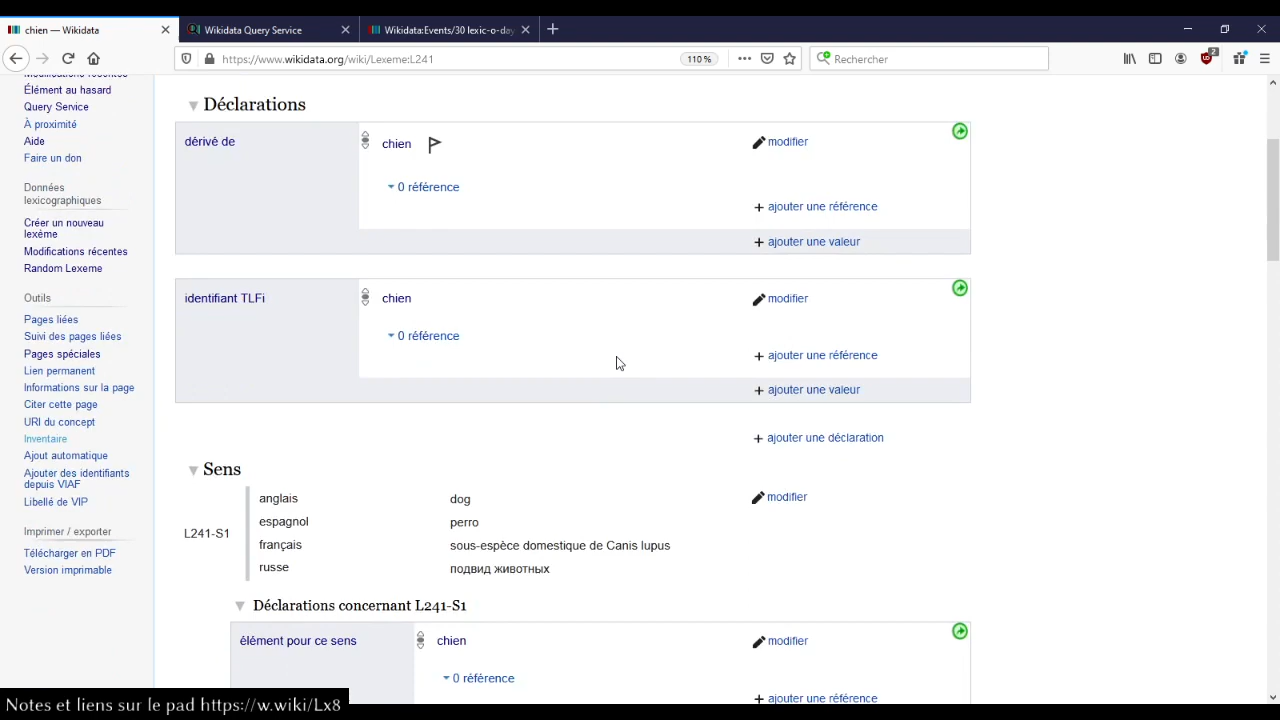 chien — Wikidata
Wikidata Query Service
Wikidata:Events/30 lexic-o-day
https://www.wikidata.org/wiki/Lexeme:L241
110 %
Rechercher
2
Modifications récentes
Élément au hasard
Query Service
À proximité
Aide
Faire un don
Données
lexicographiques
Créer un nouveau
lexème
Modifications récentes
Random Lexeme
Outils
Pages liées
Suivi des pages liées
Pages spéciales
Lien permanent
Informations sur la page
Citer cette page
URI du concept
Inventaire
Ajout automatique
Ajouter des identifiants
depuis VIAF
Libellé de VIP
Imprimer / exporter
Télécharger en PDF
Version imprimable
Déclarations
dérivé de
chien
modifier
0 référence
+ ajouter une référence
+ ajouter une valeur
identifiant TLFi
chien
modifier
0 référence
+ ajouter une référence
+ ajouter une valeur
+ ajouter une déclaration
Sens
L241-S1
anglais dog
espagnol perro
français sous-espèce domestique de Canis lupus
russe подвид животных
modifier
Déclarations concernant L241-S1
élément pour ce sens
chien
modifier
0 référence
+ ajouter une référence
Notes et liens sur le pad https://w.wiki/Lx8